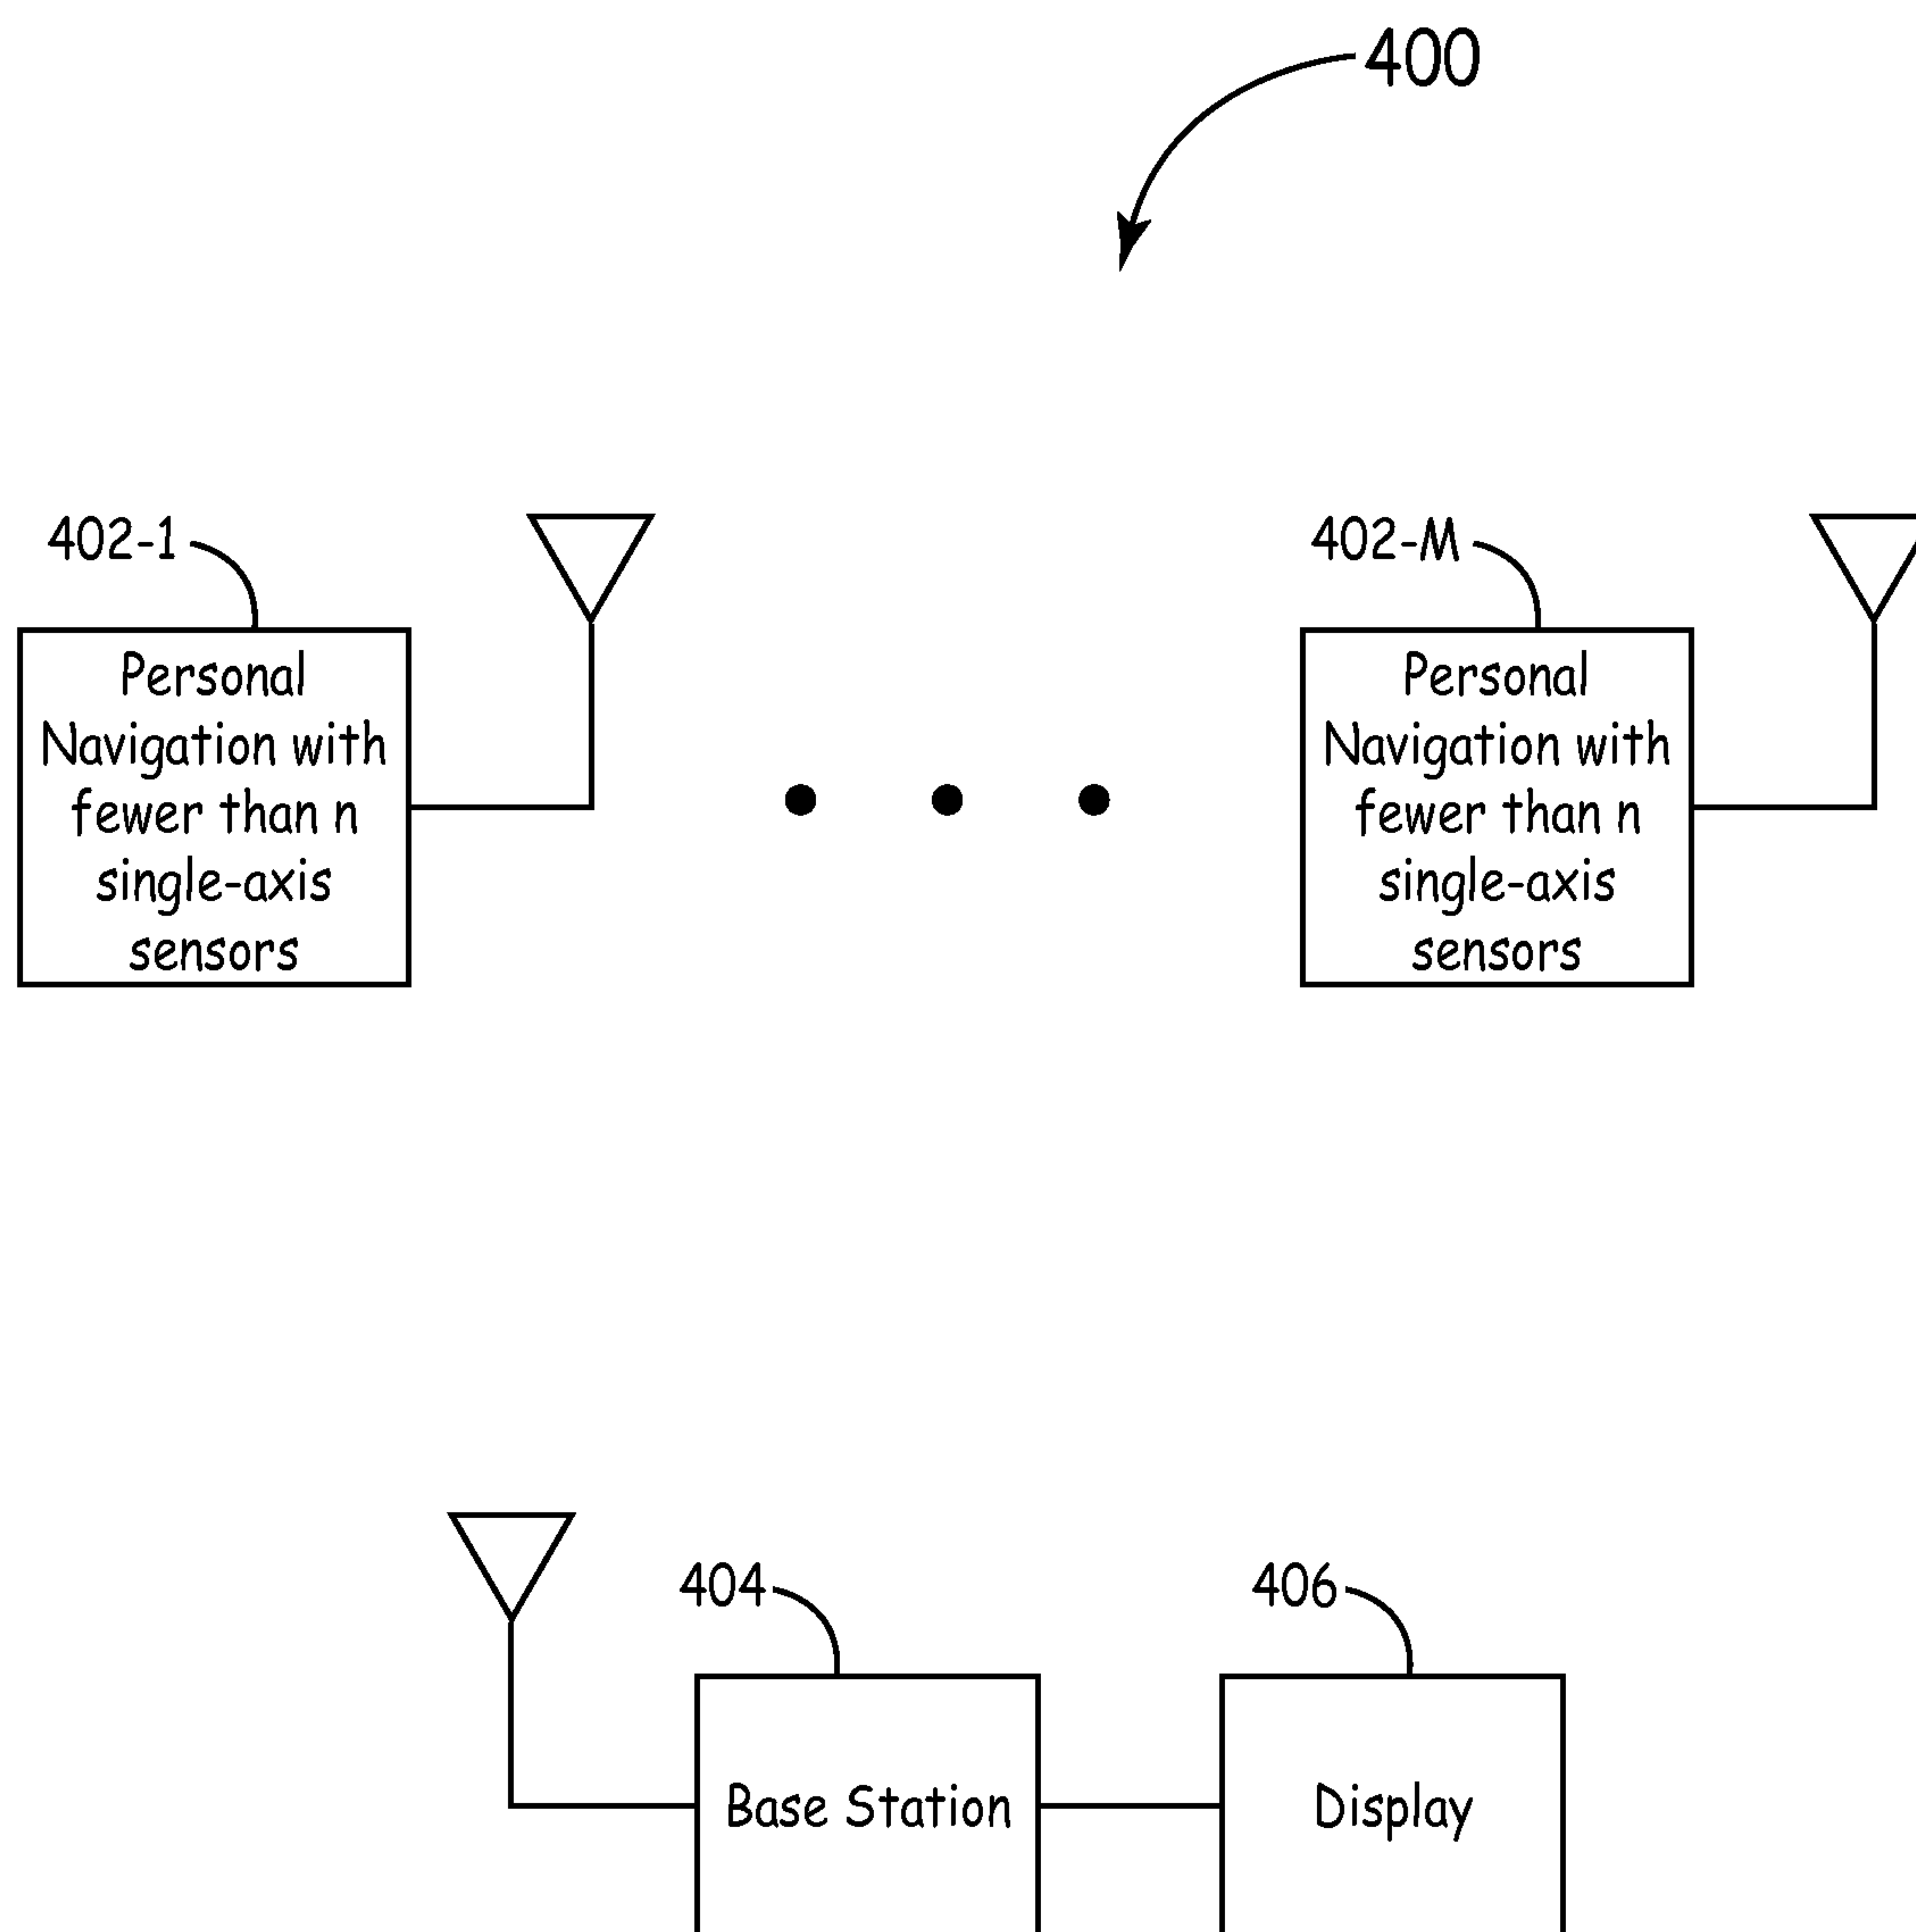 400
402-1
402-M
Personal
Navigation with
fewer than n
single-axis
sensors
Personal
Navigation with
fewer than n
single-axis
sensors
404
406
Base Station
Display